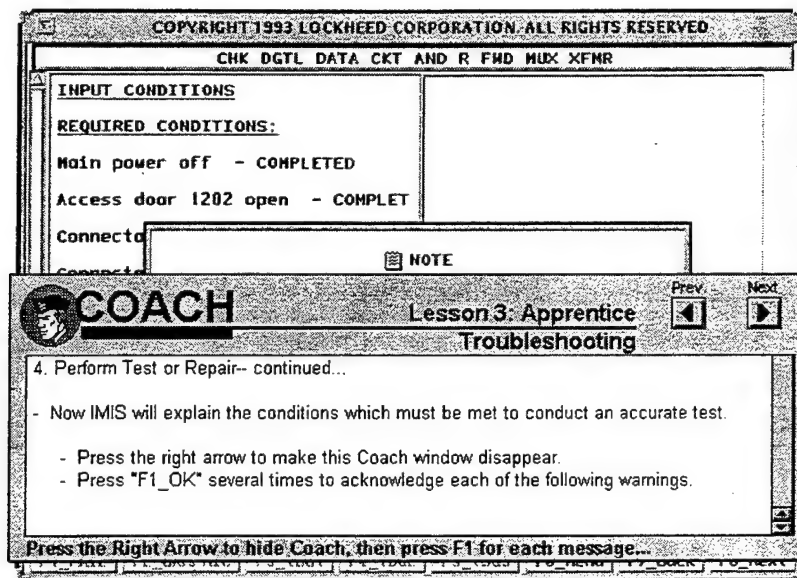 COPYRIGHT 1993 LOCKHEED CORPORATION. ALL RIGHTS RESERVED
CHK DGTL DATA CKT AND R FWD MUX XFMR
INPUT CONDITIONS
REQUIRED CONDITIONS:
Main power off - COMPLETED
Access door 1202 open - COMPLET
Connecto
NOTE
COACH
Lesson 3: Apprentice
Troubleshooting
Prev.
Next
4. Perform Test or Repair-- continued...
- Now IMIS will explain the conditions which must be met to conduct an accurate test.
- Press the right arrow to make this Coach window disappear.
- Press "F1_OK" several times to acknowledge each of the following warnings.
Press the Right Arrow to hide Coach, then press F1 for each message...